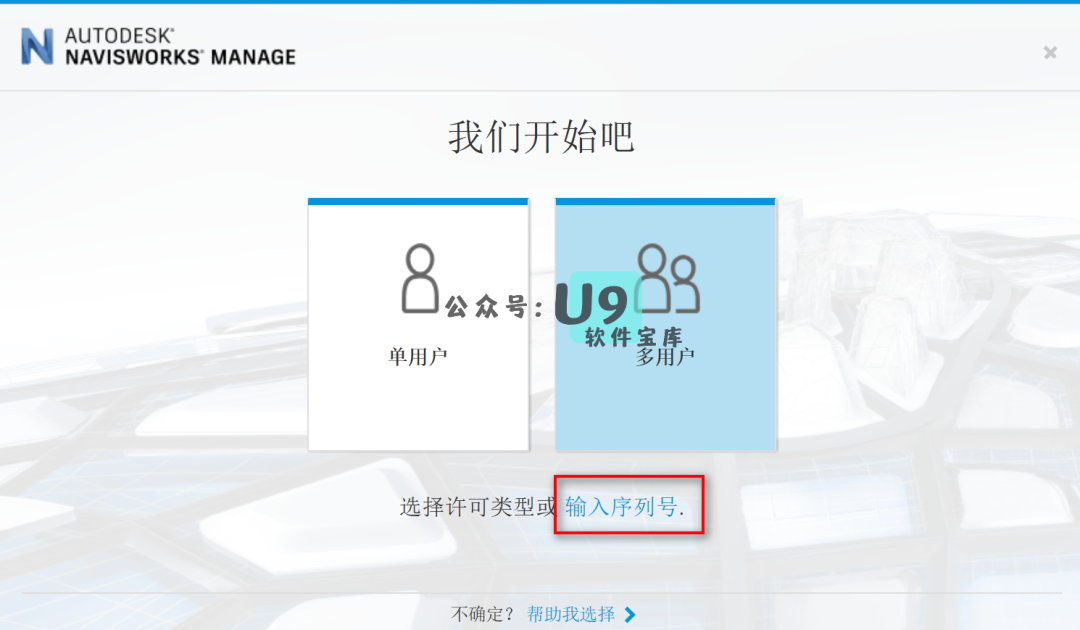 AUTODESK®
NAVISWORKS® MANAGE
我们开始吧
公众号：U9
软件宝库
单用户
多用户
选择许可类型或 输入序列号.
不确定？ 帮助我选择